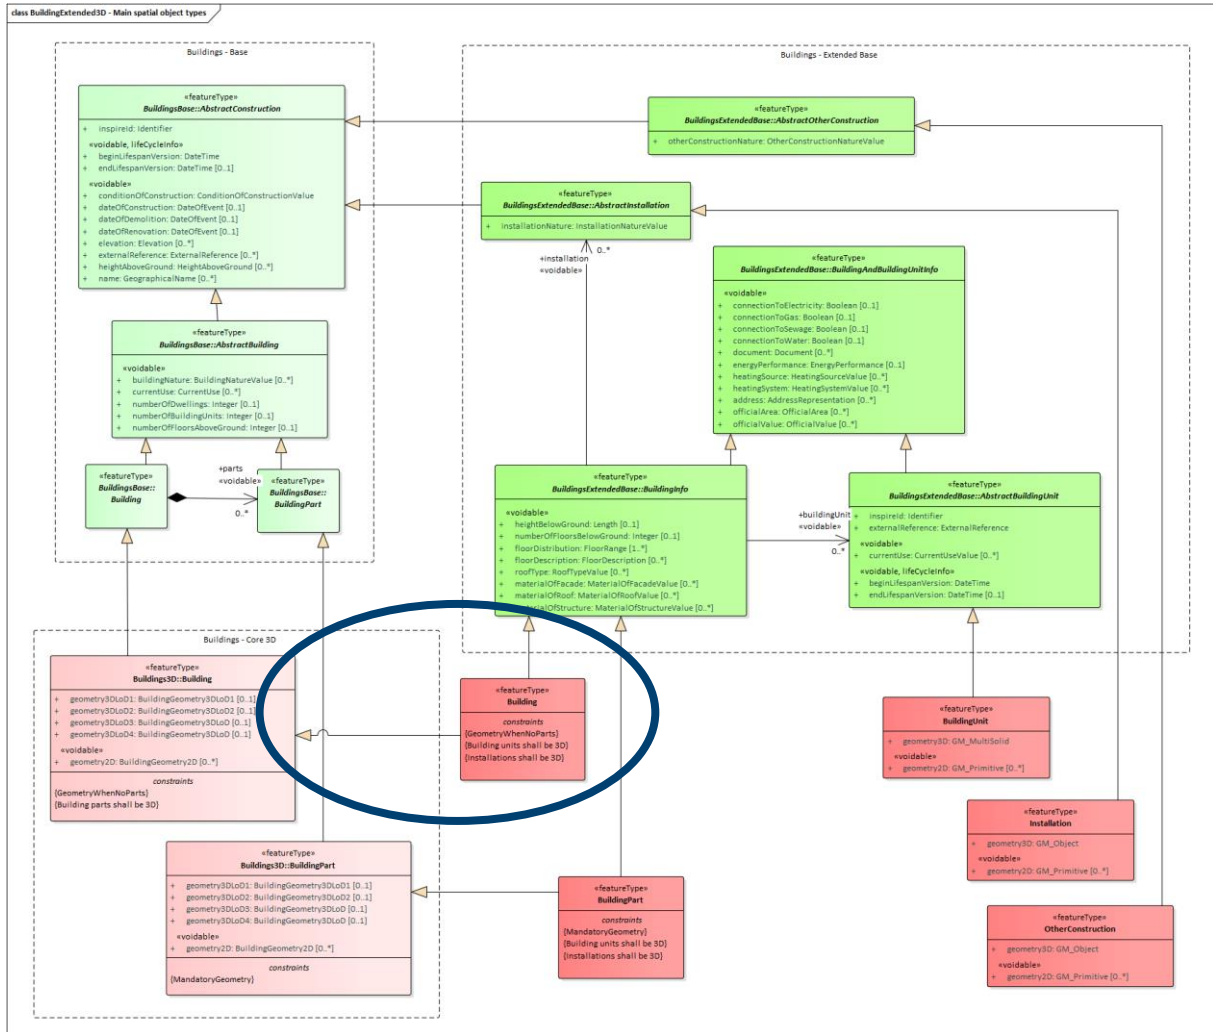 class BuildingExtended3D - Main spatial object types
Buildings - Base
«featureType»
BuildingsBase::AbstractConstruction
+ inspireId: Identifier
«voidable, lifeCycleInfo»
+ beginLifespanVersion: DateTime
+ endLifespanVersion: DateTime [0..1]
«voidable»
+ conditionOfConstruction: ConditionOfConstructionValue
+ dateOfConstruction: DateOfEvent [0..1]
+ dateOfDemolition: DateOfEvent [0..1]
+ dateOfRenovation: DateOfEvent [0..1]
+ elevation: Elevation [0..*]
+ externalReference: ExternalReference [0..*]
+ heightAboveGround: HeightAboveGround [0..*]
+ name: GeographicalName [0..*]
«featureType»
BuildingsBase::AbstractBuilding
«voidable»
+ buildingNature: BuildingNatureValue [0..*]
+ currentUse: CurrentUse [0..*]
+ numberOfDwellings: Integer [0..1]
+ numberOfBuildingUnits: Integer [0..1]
+ numberOfFloorsAboveGround: Integer [0..1]
«featureType»
BuildingsBase::
Building
+parts
«voidable»
0..*
«featureType»
BuildingsBase::
BuildingPart
Buildings - Extended Base
«featureType»
BuildingsExtendedBase::AbstractOtherConstruction
+ otherConstructionNature: OtherConstructionNatureValue
«featureType»
BuildingsExtendedBase::AbstractInstallation
+ installationNature: InstallationNatureValue
0..*
+installation
«voidable»
«featureType»
BuildingsExtendedBase::BuildingAndBuildingUnitInfo
«voidable»
+ connectionToElectricity: Boolean [0..1]
+ connectionToGas: Boolean [0..1]
+ connectionToSewage: Boolean [0..1]
+ connectionToWater: Boolean [0..1]
+ document: Document [0..*]
+ energyPerformance: EnergyPerformance [0..1]
+ heatingSource: HeatingSourceValue [0..*]
+ heatingSystem: HeatingSystemValue [0..*]
+ address: AddressRepresentation [0..*]
+ officialArea: OfficialArea [0..*]
+ officialValue: OfficialValue [0..*]
«featureType»
BuildingsExtendedBase::BuildingInfo
«voidable»
+ heightBelowGround: Length [0..1]
+ numberOfFloorsBelowGround: Integer [0..1]
+ floorDistribution: FloorRange [1..*]
+ floorDescription: FloorDescription [0..*]
+ roofType: RoofTypeValue [0..*]
+ materialOfFacade: MaterialOfFacadeValue [0..*]
+ materialOfRoof: MaterialOfRoofValue [0..*]
aterialOfStructure: MaterialOfStructureValue [0..*]
+buildingUnit
«voidable»
0..*
«featureType»
BuildingsExtendedBase::AbstractBuildingUnit
+ inspireId: Identifier
+ externalReference: ExternalReference
«voidable»
+ currentUse: CurrentUseValue [0..*]
«voidable, lifeCycleInfo»
+ beginLifespanVersion: DateTime
+ endLifespanVersion: DateTime [0..1]
Buildings - Core 3D
«featureType»
Buildings3D::Building
+ geometry3DLoD1: BuildingGeometry3DLoD1 [0..1]
+ geometry3DLoD2: BuildingGeometry3DLoD2 [0..1]
+ geometry3DLoD3: BuildingGeometry3DLoD [0..1]
+ geometry3DLoD4: BuildingGeometry3DLoD [0..1]
«voidable»
+ geometry2D: BuildingGeometry2D [0..*]
constraints
{GeometryWhenNoParts}
{Building parts shall be 3D}
«featureType»
Building
constraints
{GeometryWhenNoParts}
{Building units shall be 3D}
{Installations shall be 3D}
«featureType»
Buildings3D::BuildingPart
+ geometry3DLoD1: BuildingGeometry3DLoD1 [0..1]
+ geometry3DLoD2: BuildingGeometry3DLoD2 [0..1]
+ geometry3DLoD3: BuildingGeometry3DLoD [0..1]
+ geometry3DLoD4: BuildingGeometry3DLoD [0..1]
«voidable»
+ geometry2D: BuildingGeometry2D [0..*]
constraints
{MandatoryGeometry}
«featureType»
BuildingPart
constraints
{MandatoryGeometry}
{Building units shall be 3D}
{Installations shall be 3D}
«featureType»
BuildingUnit
+ geometry3D: GM_MultiSolid
«voidable»
+ geometry2D: GM_Primitive [0..*]
«featureType»
Installation
+ geometry3D: GM_Object
«voidable»
+ geometry2D: GM_Primitive [0..*]
«featureType»
OtherConstruction
+ geometry3D: GM_Object
«voidable»
+ geometry2D: GM_Primitive [0..*]